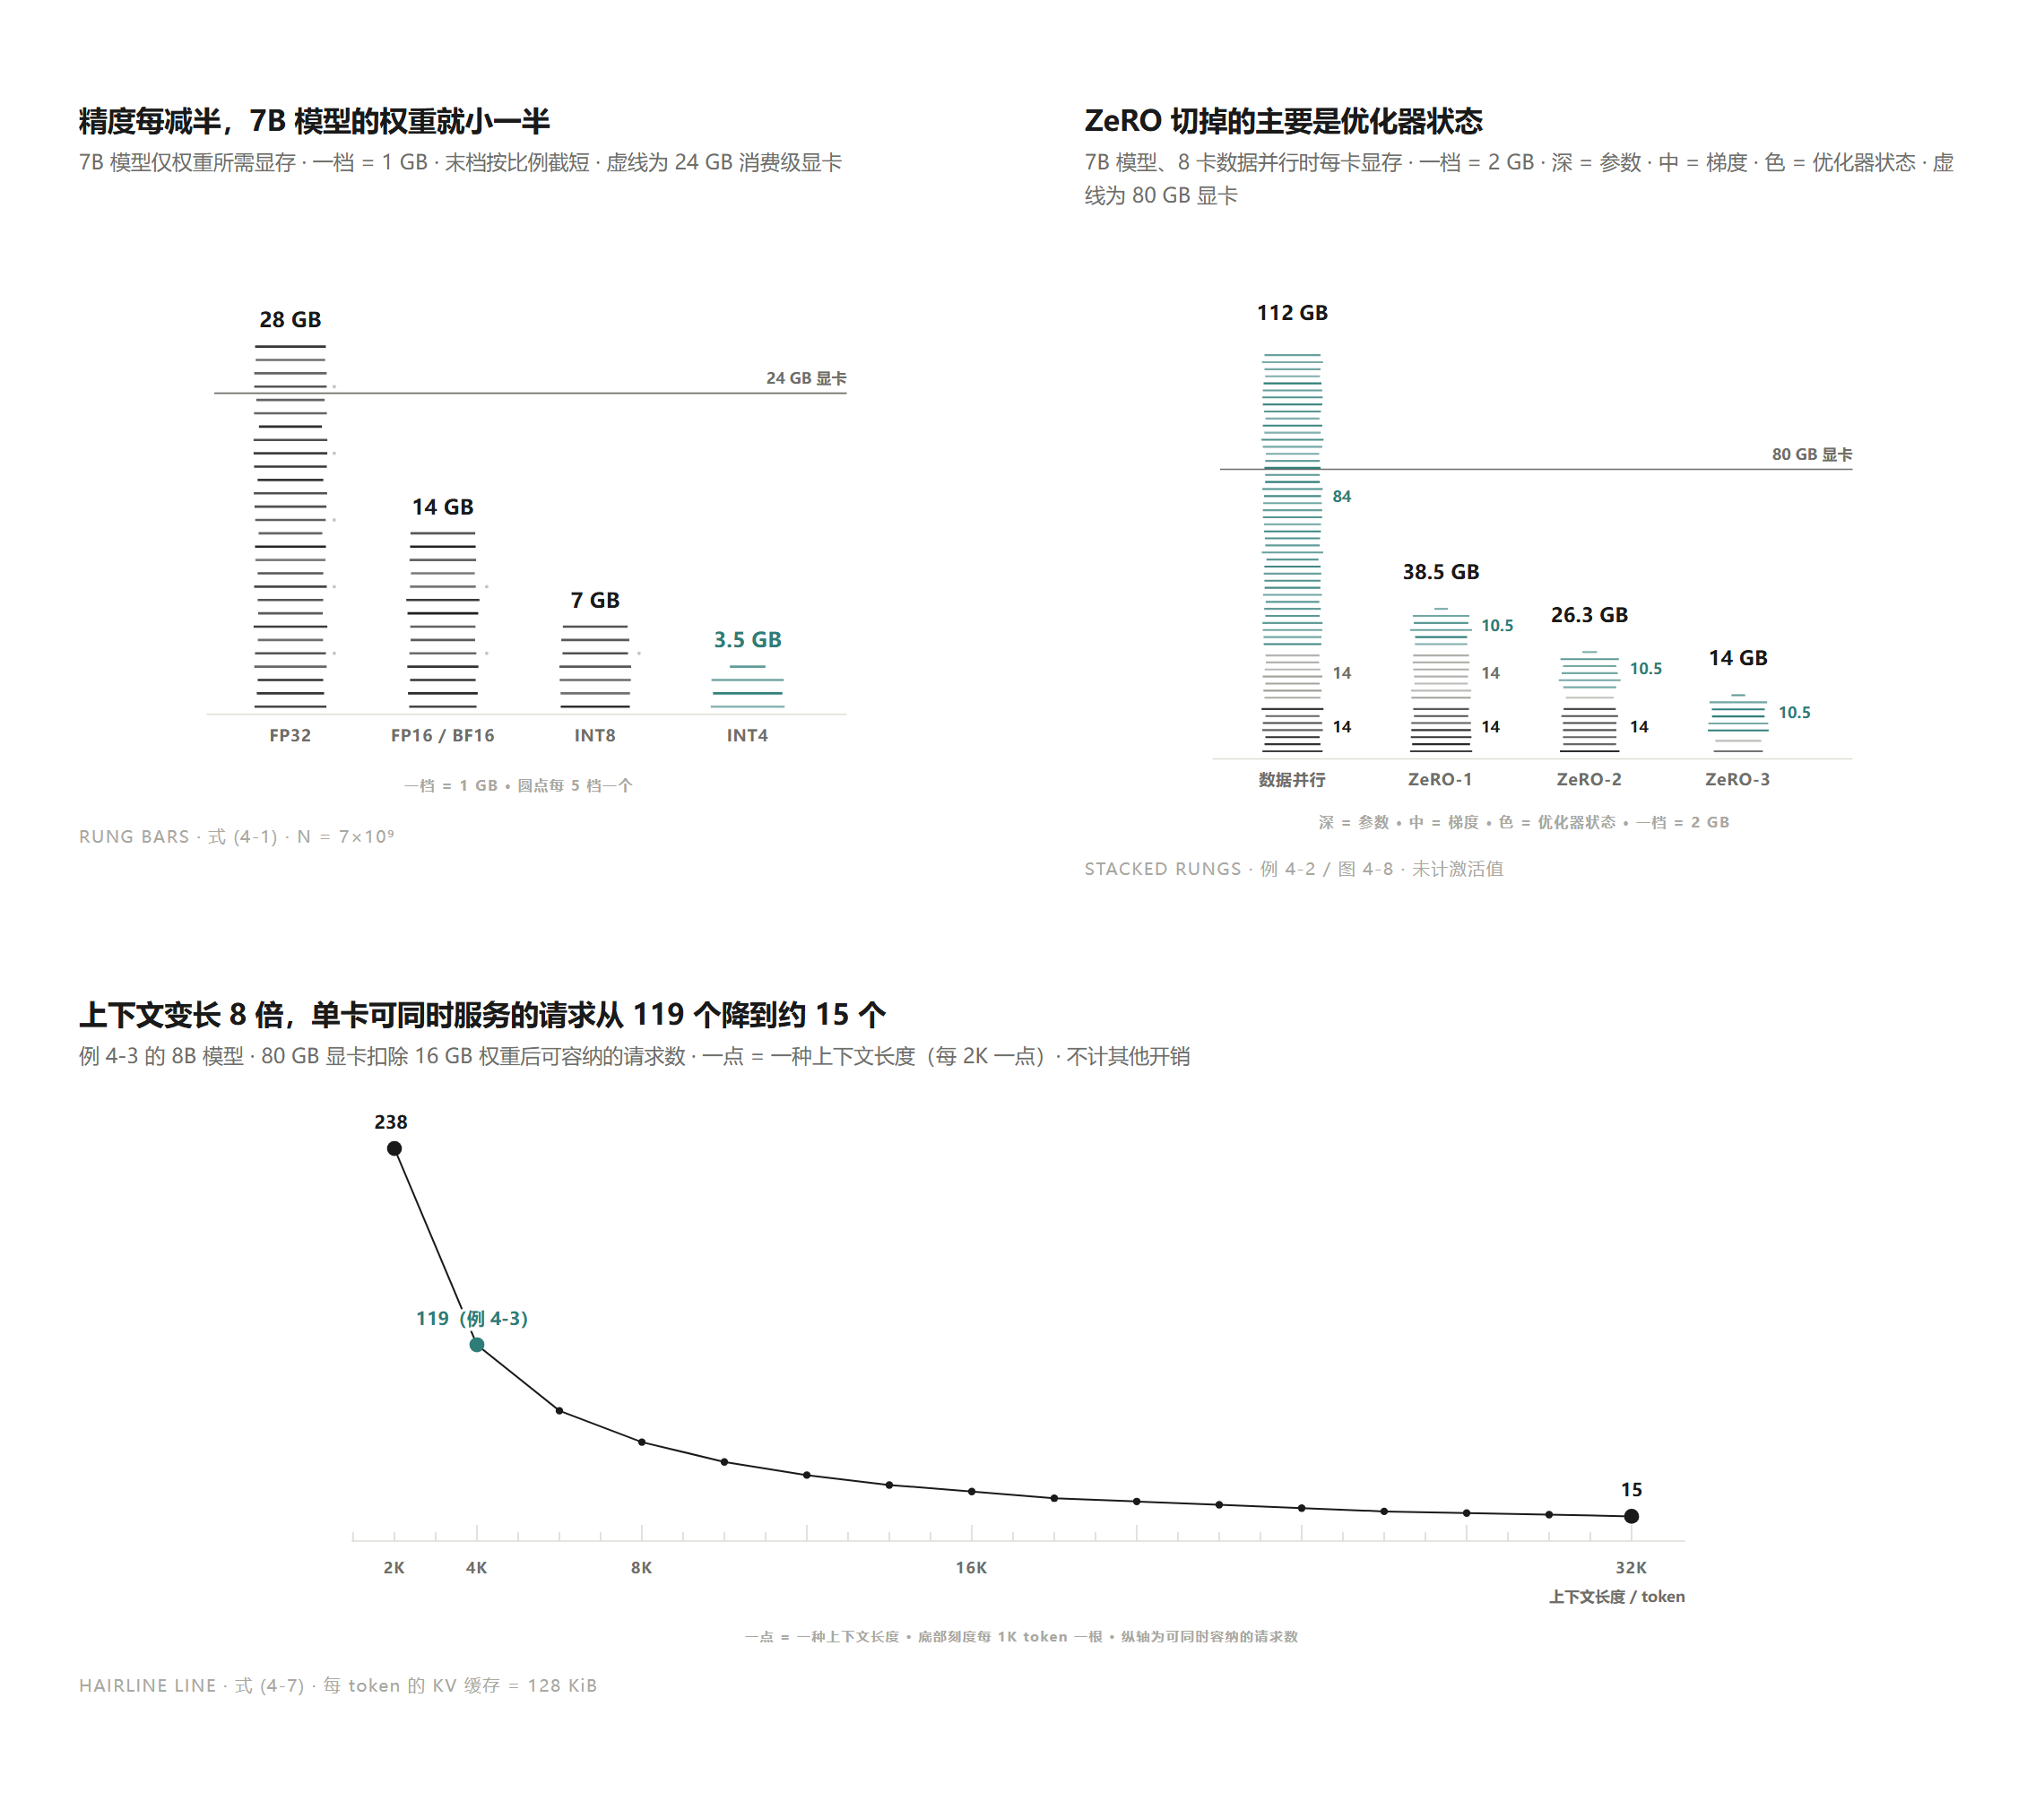 精度每减半，7B 模型的权重就小一半
7B 模型仅权重所需显存 · 一档 = 1 GB · 末档按比例截短 · 虚线为 24 GB 消费级显卡
28 GB
24 GB 显卡
14 GB
7 GB
3.5 GB
FP32
FP16 / BF16
INT8
INT4
一档 = 1 GB • 圆点每 5 档一个
RUNG BARS · 式 (4-1) · N = 7×10⁹
ZeRO 切掉的主要是优化器状态
7B 模型、8 卡数据并行时每卡显存 · 一档 = 2 GB · 深 = 参数 · 中 = 梯度 · 色 = 优化器状态 · 虚
线为 80 GB 显卡
112 GB
80 GB 显卡
84
38.5 GB
26.3 GB
10.5
14 GB
10.5
14
14
10.5
14
14
14
数据并行
ZeRO-1
ZeRO-2
ZeRO-3
深 = 参数 • 中 = 梯度 • 色 = 优化器状态 • 一档 = 2 GB
STACKED RUNGS · 例 4-2 / 图 4-8 · 未计激活值
上下文变长 8 倍，单卡可同时服务的请求从 119 个降到约 15 个
例 4-3 的 8B 模型 · 80 GB 显卡扣除 16 GB 权重后可容纳的请求数 · 一点 = 一种上下文长度（每 2K 一点）· 不计其他开销
238
119（例 4-3）
15
2K
4K
8K
16K
32K
上下文长度 / token
一点 = 一种上下文长度 • 底部刻度每 1K token 一根 • 纵轴为可同时容纳的请求数
HAIRLINE LINE · 式 (4-7) · 每 token 的 KV 缓存 = 128 KiB